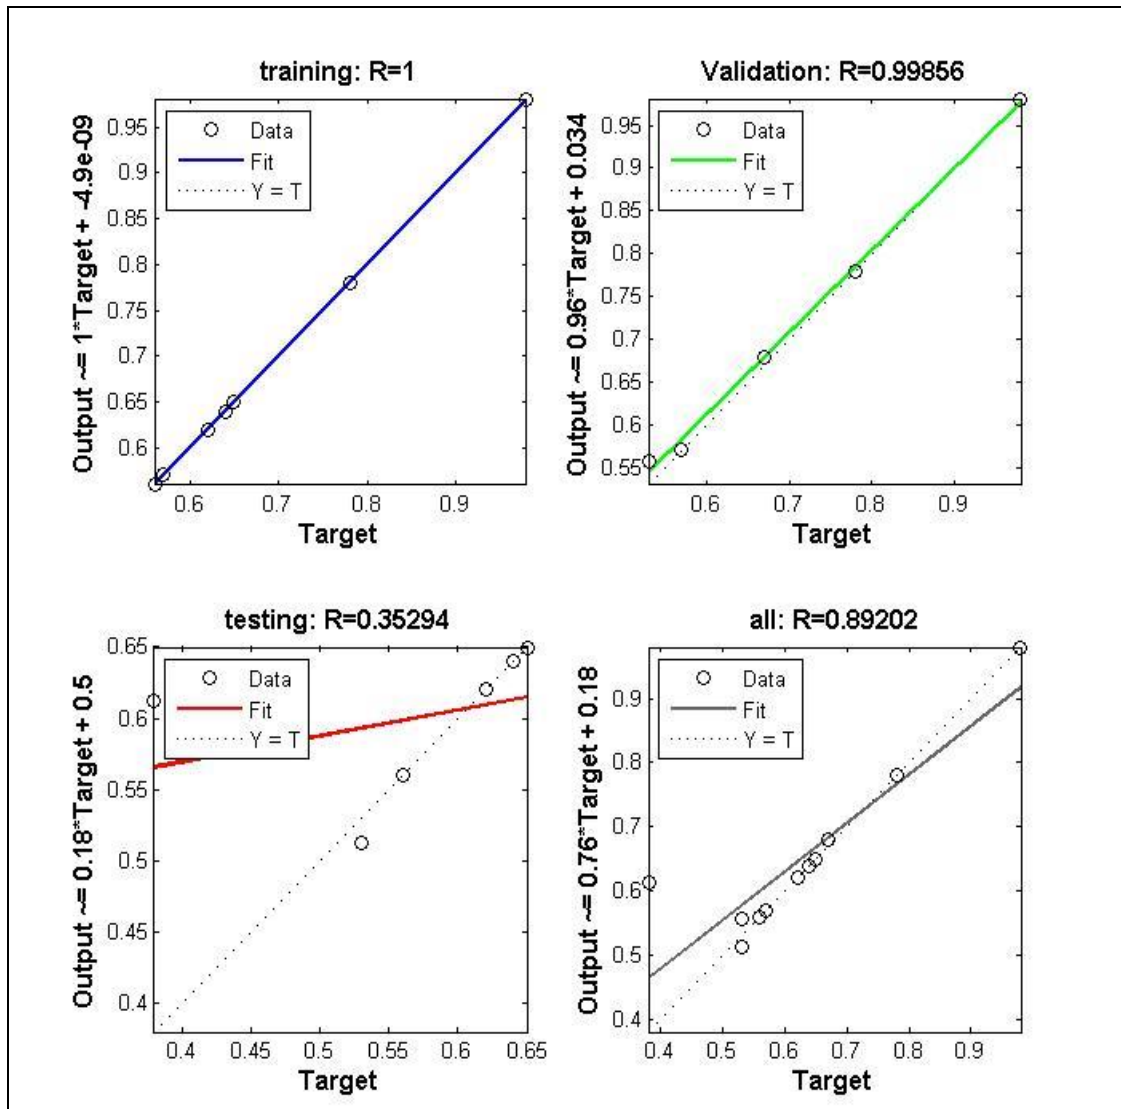 training: R=1
Output ~= 1*Target + -4.9e-09
0.95
0.9
0.85
0.8
0.75
0.7
0.65
0.6
Data
Fit
Y = T
0.6
0.7
0.8
0.9
Target
Validation: R=0.99856
Output ~= 0.96*Target + 0.034
0.95
0.9
0.85
0.8
0.75
0.7
0.65
0.6
0.55
Data
Fit
Y = T
0.6
0.7
0.8
0.9
Target
testing: R=0.35294
Output ~= 0.18*Target + 0.5
0.65
0.6
0.55
0.5
0.45
0.4
Data
Fit
Y = T
0.4
0.45
0.5
0.55
0.6
0.65
Target
all: R=0.89202
Output ~= 0.76*Target + 0.18
0.9
0.8
0.7
0.6
0.5
0.4
Data
Fit
Y = T
0.4
0.5
0.6
0.7
0.8
0.9
Target